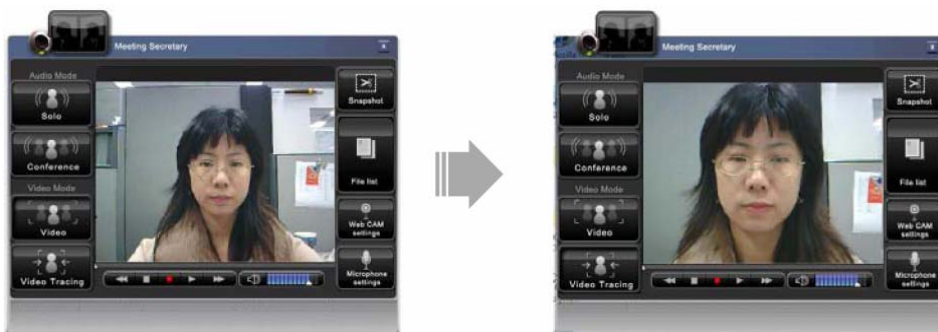 Meeting Secretary
x
Audio Mode
Solo
Conference
Video Mode
Video
Video Tracing
Snapshot
File list
Web CAM
settings
Microphone
settings
Meeting Secretary
x
Audio Mode
Solo
Conference
Video Mode
Video
Video Tracing
Snapshot
File list
Web CAM
settings
Microphone
settings